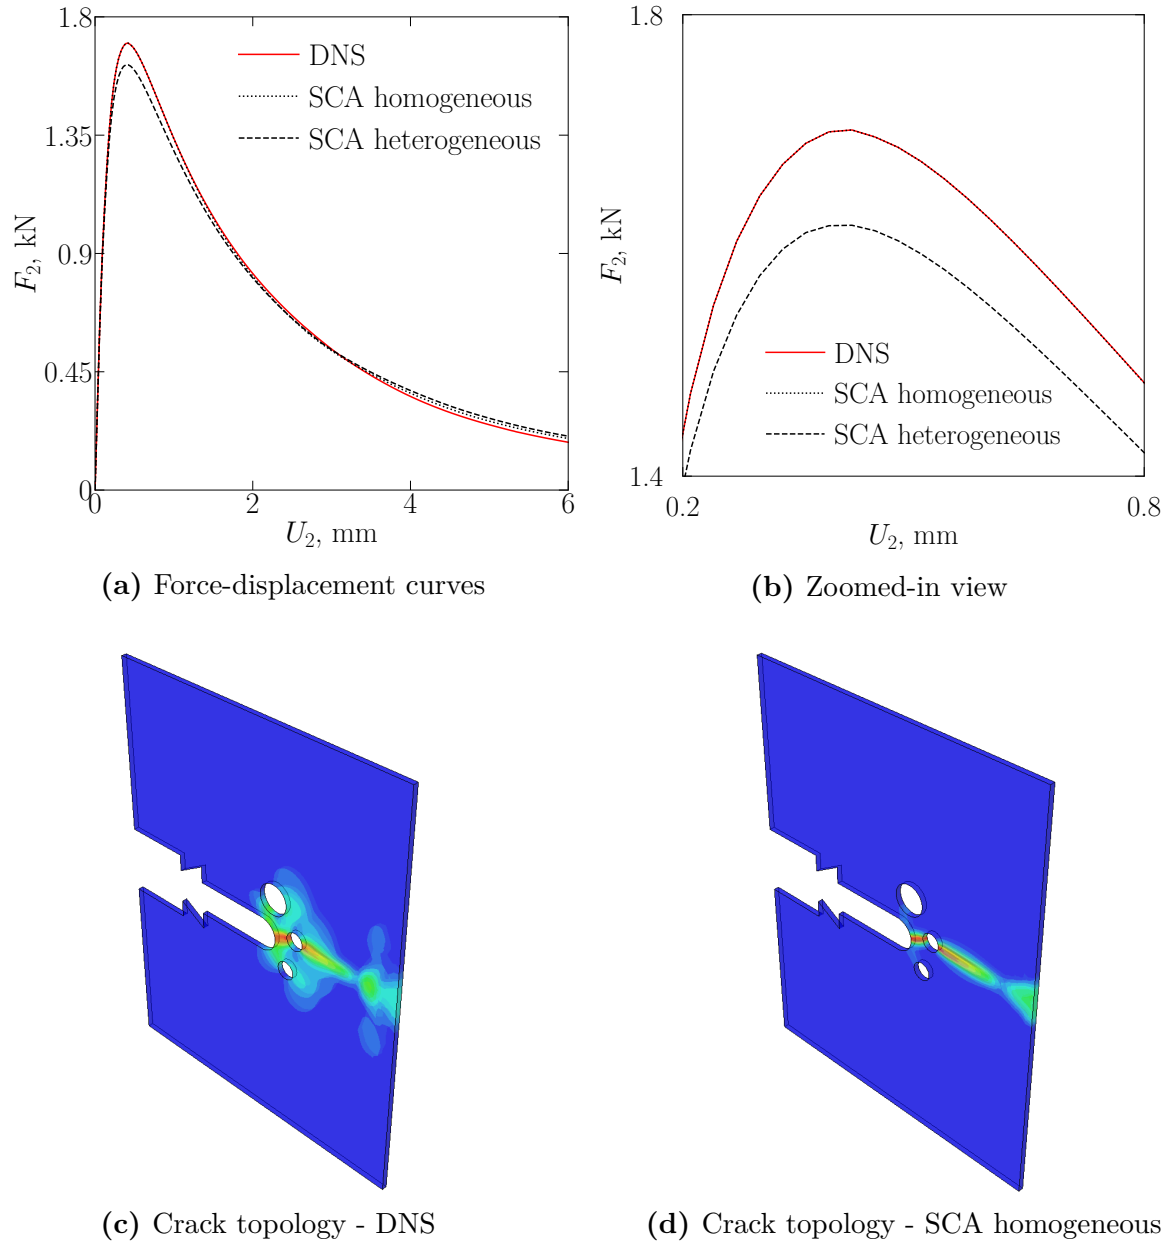 1.8
1.35
0.9
0.45
0
F₂, kN
DNS
SCA homogeneous
SCA heterogeneous
0 2 4 6
U₂, mm
(a) Force-displacement curves
1.8
1.4
F₂, kN
DNS
SCA homogeneous
SCA heterogeneous
0.2 0.8
U₂, mm
(b) Zoomed-in view
(c) Crack topology - DNS
(d) Crack topology - SCA homogeneous